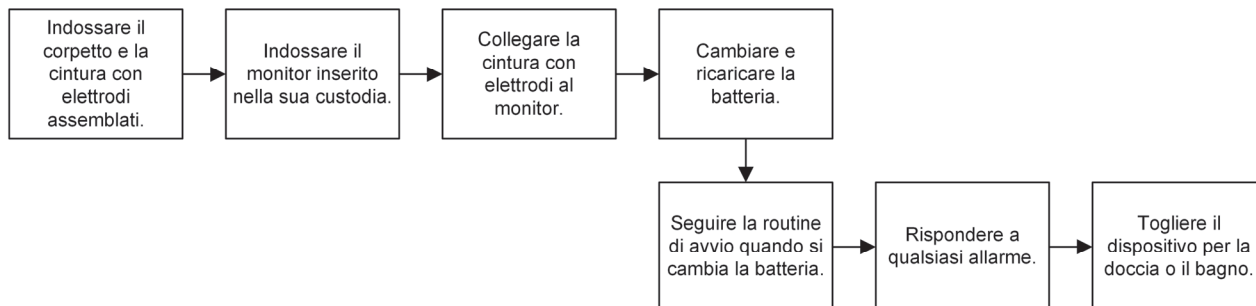 Indossare il
corpetto e la
cintura con
elettrodi
assemblati.
Indossare il
monitor inserito
nella sua custodia.
Collegare la
cintura con
elettrodi al
monitor.
Cambiare e
ricaricare la
batteria.
Seguire la routine
di avvio quando si
cambia la batteria.
Rispondere a
qualsiasi allarme.
Togliere il
dispositivo per la
doccia o il bagno.